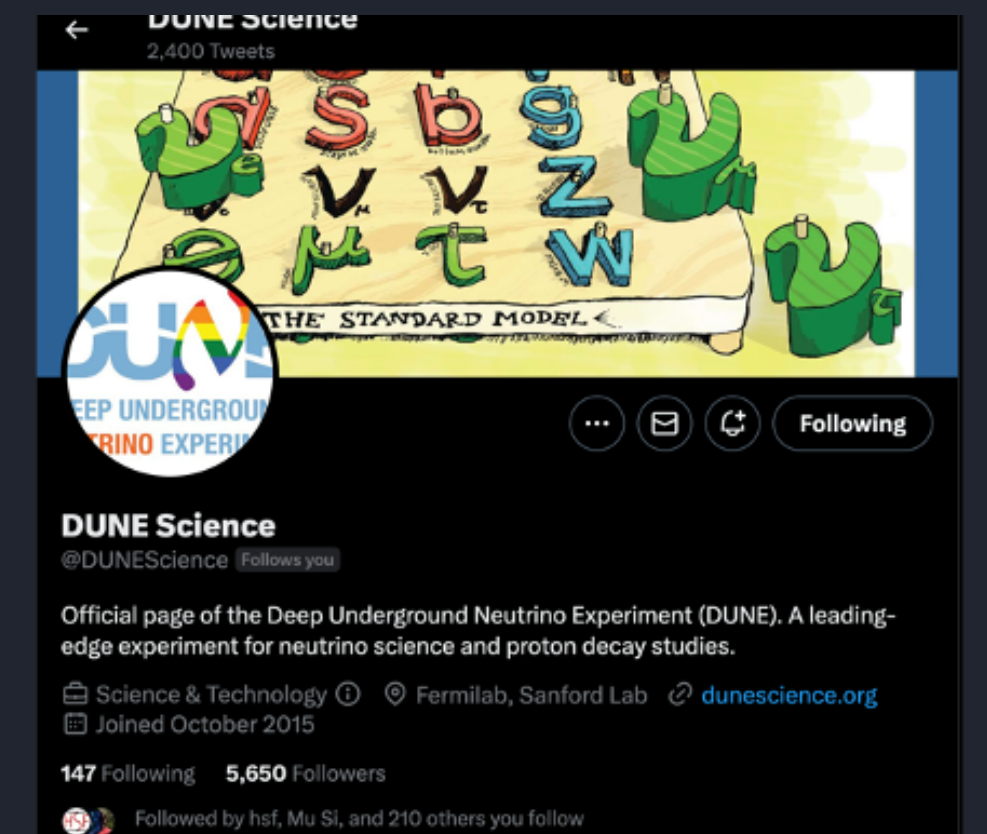 DUNE Science
2,400 Tweets
d s b g
ν ν Z
e μ τ W
THE STANDARD MODEL
DUNE
EEP UNDERGROUN
TRINO EXPERI
Following
DUNE Science
@DUNEScience Follows you
Official page of the Deep Underground Neutrino Experiment (DUNE). A leading-
edge experiment for neutrino science and proton decay studies.
Science & Technology Fermilab, Sanford Lab dunescience.org
Joined October 2015
147 Following 5,650 Followers
HSF
Followed by hsf, Mu Si, and 210 others you follow